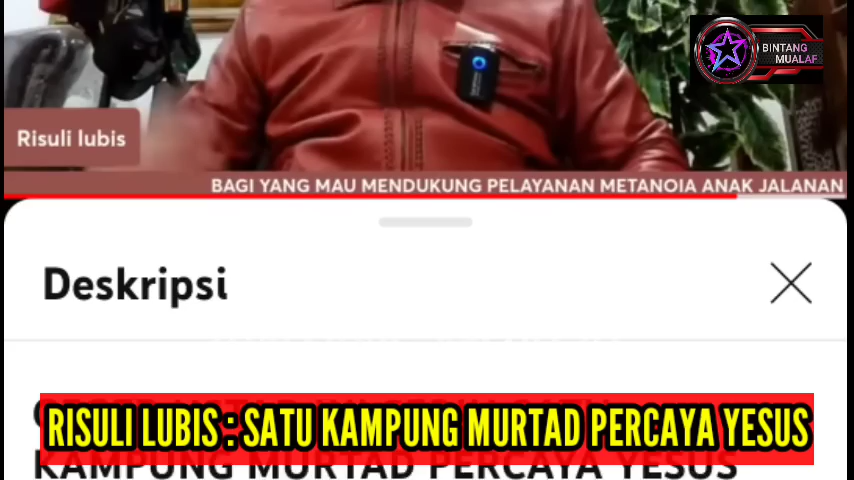 BINTANG
MUALAF
Risuli lubis
BAGI YANG MAU MENDUKUNG PELAYANAN METANOIA ANAK JALANAN
Deskripsi
RISULI LUBIS : SATU KAMPUNG MURTAD PERCAYA YESUS
KAMPUNG MURTAD PERCAYA YESUS